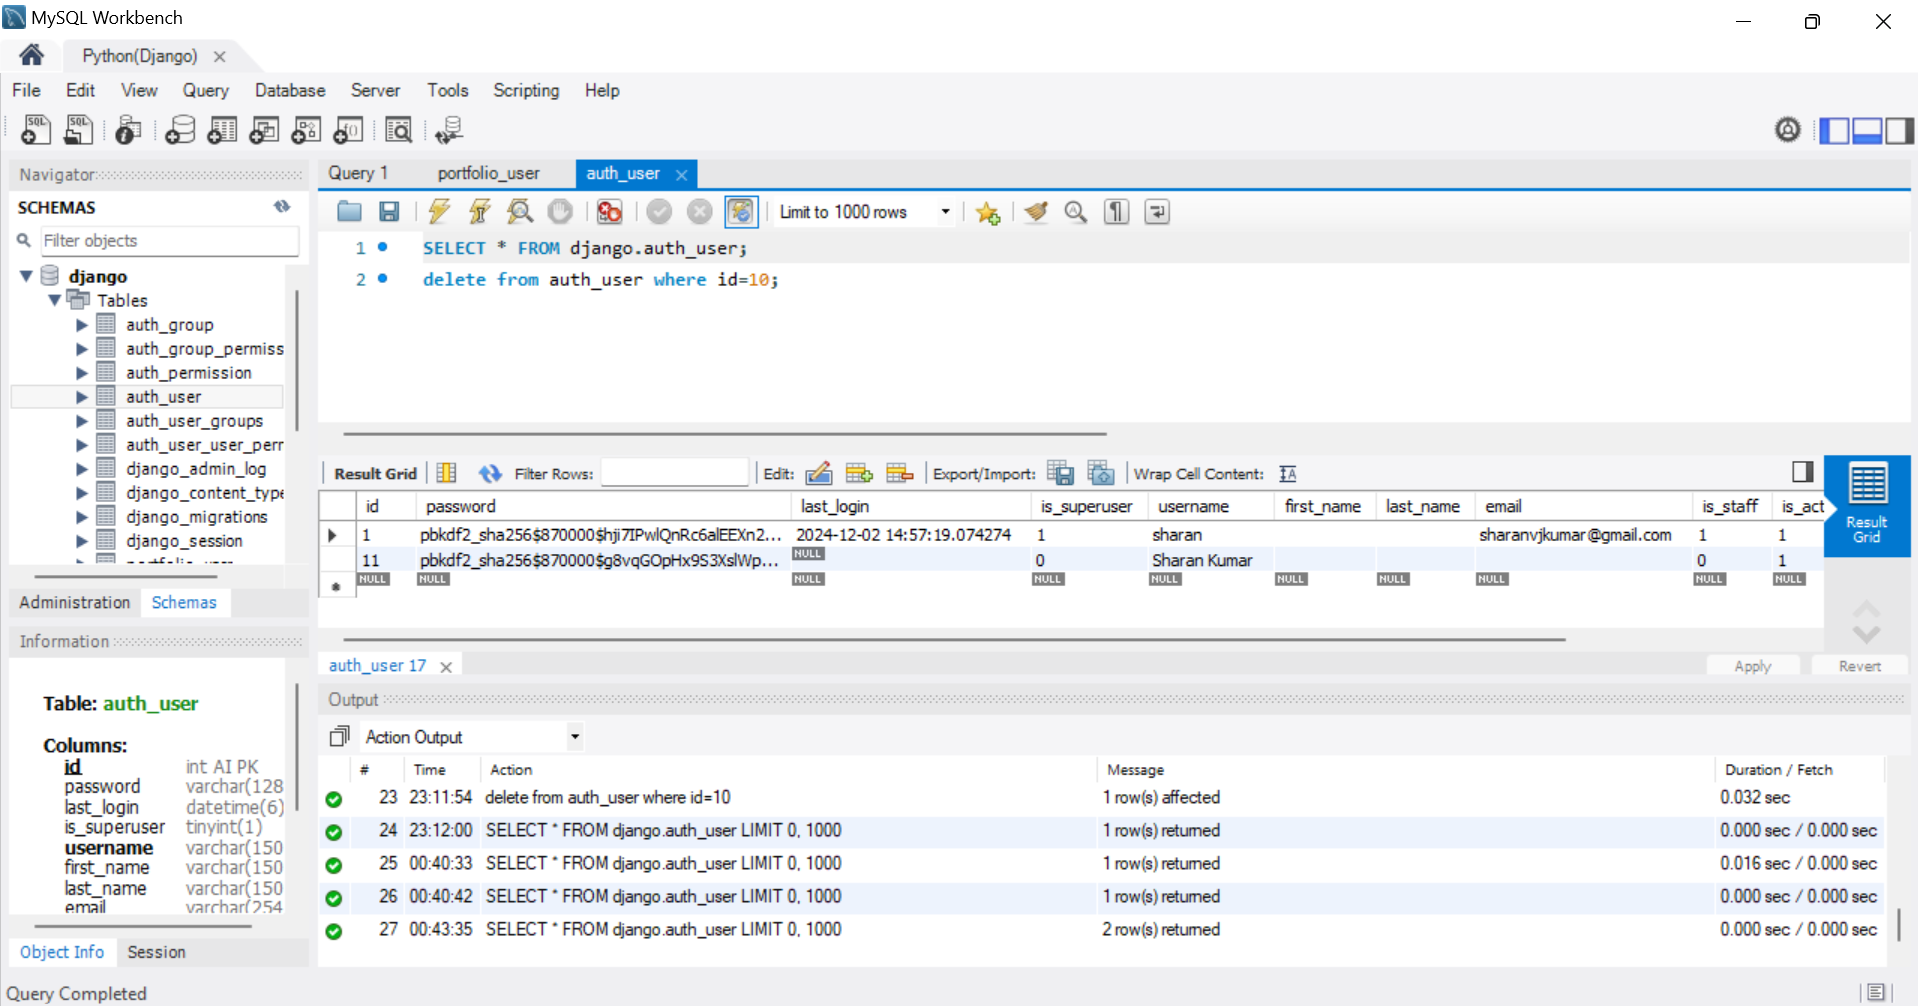 MySQL Workbench
Python(Django)
File Edit View Query Database Server Tools Scripting Help
Navigator
SCHEMAS
Filter objects
django
Tables
auth_group
auth_group_permiss
auth_permission
auth_user
auth_user_groups
auth_user_user_perr
django_admin_log
django_content_type
django_migrations
django_session
Administration Schemas
Information
Table: auth_user
Columns:
id int AI PK
password varchar(128
last_login datetime(6)
is_superuser tinyint(1)
username varchar(150
first_name varchar(150
last_name varchar(150
email varchar(254
Object Info Session
Query Completed
Query 1 portfolio_user auth_user
Limit to 1000 rows
1 SELECT * FROM django.auth_user;
2 delete from auth_user where id=10;
Result Grid Filter Rows: Edit: Export/Import: Wrap Cell Content:
id password last_login is_superuser username first_name last_name email is_staff is_act
1 pbkdf2_sha256$870000$hji7IPwlQnRc6alEEXn2... 2024-12-02 14:57:19.074274 1 sharan sharanvjkumar@gmail.com 1 1
11 pbkdf2_sha256$870000$g8vqGOpHx9S3XslWp... NULL 0 Sharan Kumar 0 1
NULL NULL NULL NULL NULL NULL NULL NULL NULL NULL
Result
Grid
auth_user 17
Apply Revert
Output
Action Output
# Time Action Message Duration / Fetch
23 23:11:54 delete from auth_user where id=10 1 row(s) affected 0.032 sec
24 23:12:00 SELECT * FROM django.auth_user LIMIT 0, 1000 1 row(s) returned 0.000 sec / 0.000 sec
25 00:40:33 SELECT * FROM django.auth_user LIMIT 0, 1000 1 row(s) returned 0.016 sec / 0.000 sec
26 00:40:42 SELECT * FROM django.auth_user LIMIT 0, 1000 1 row(s) returned 0.000 sec / 0.000 sec
27 00:43:35 SELECT * FROM django.auth_user LIMIT 0, 1000 2 row(s) returned 0.000 sec / 0.000 sec